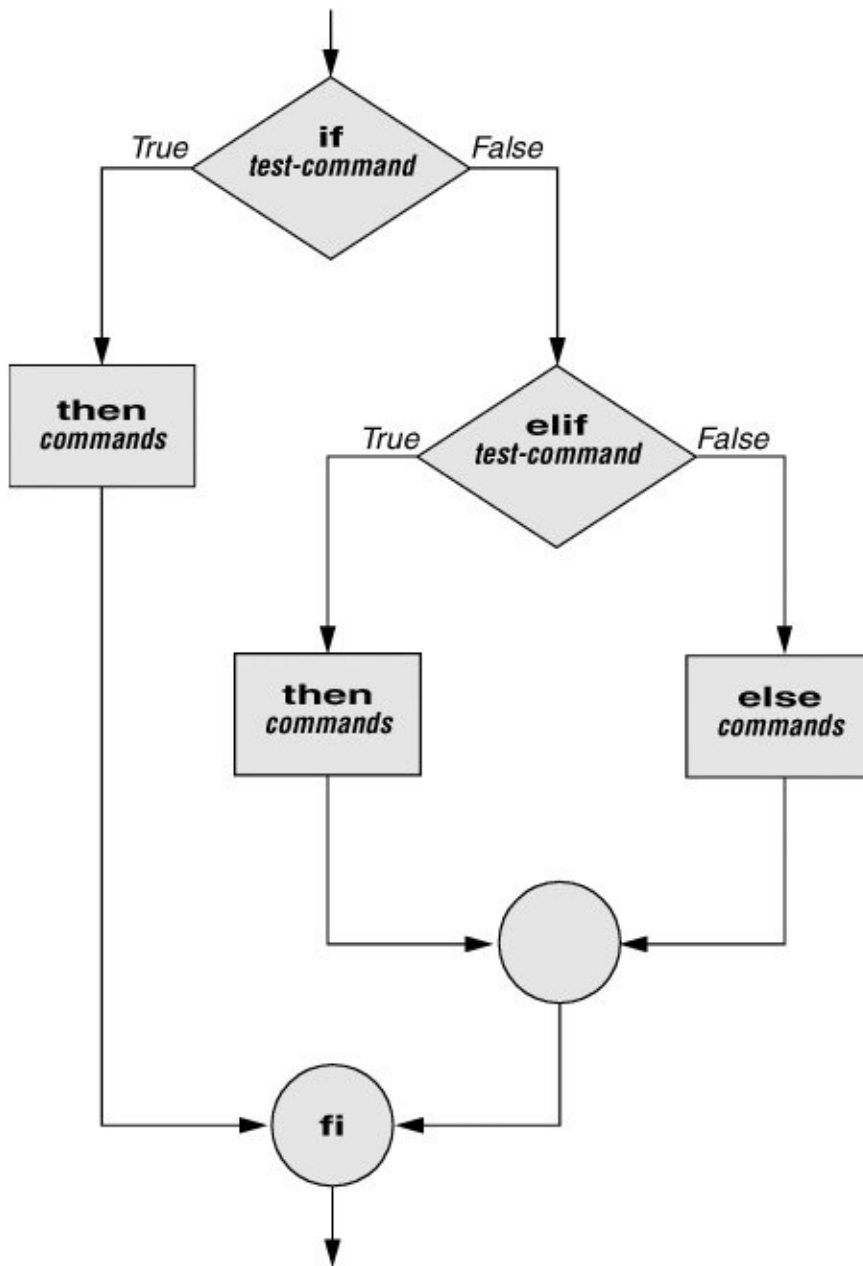 if
True
False
test-command
then
commands
elif
True
False
test-command
then
commands
else
commands
fi